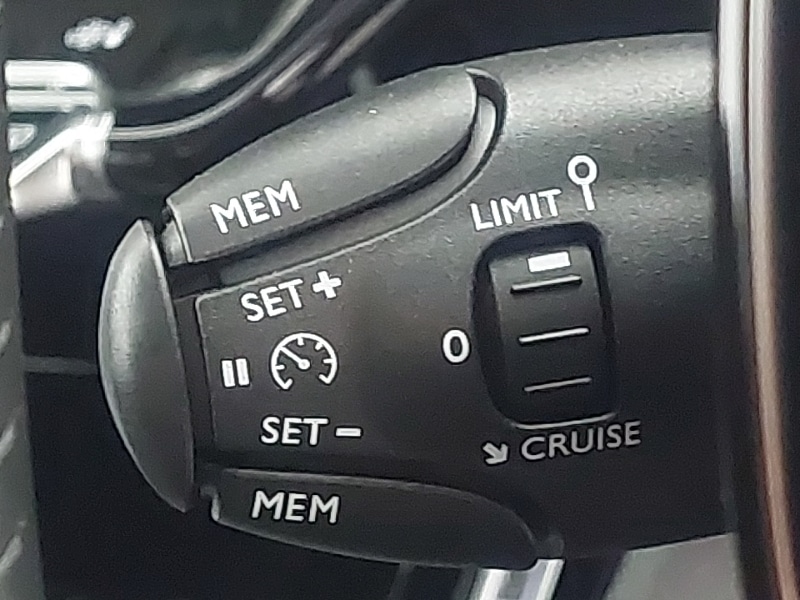 MEM
LIMIT
SET +
0
SET -
CRUISE
MEM